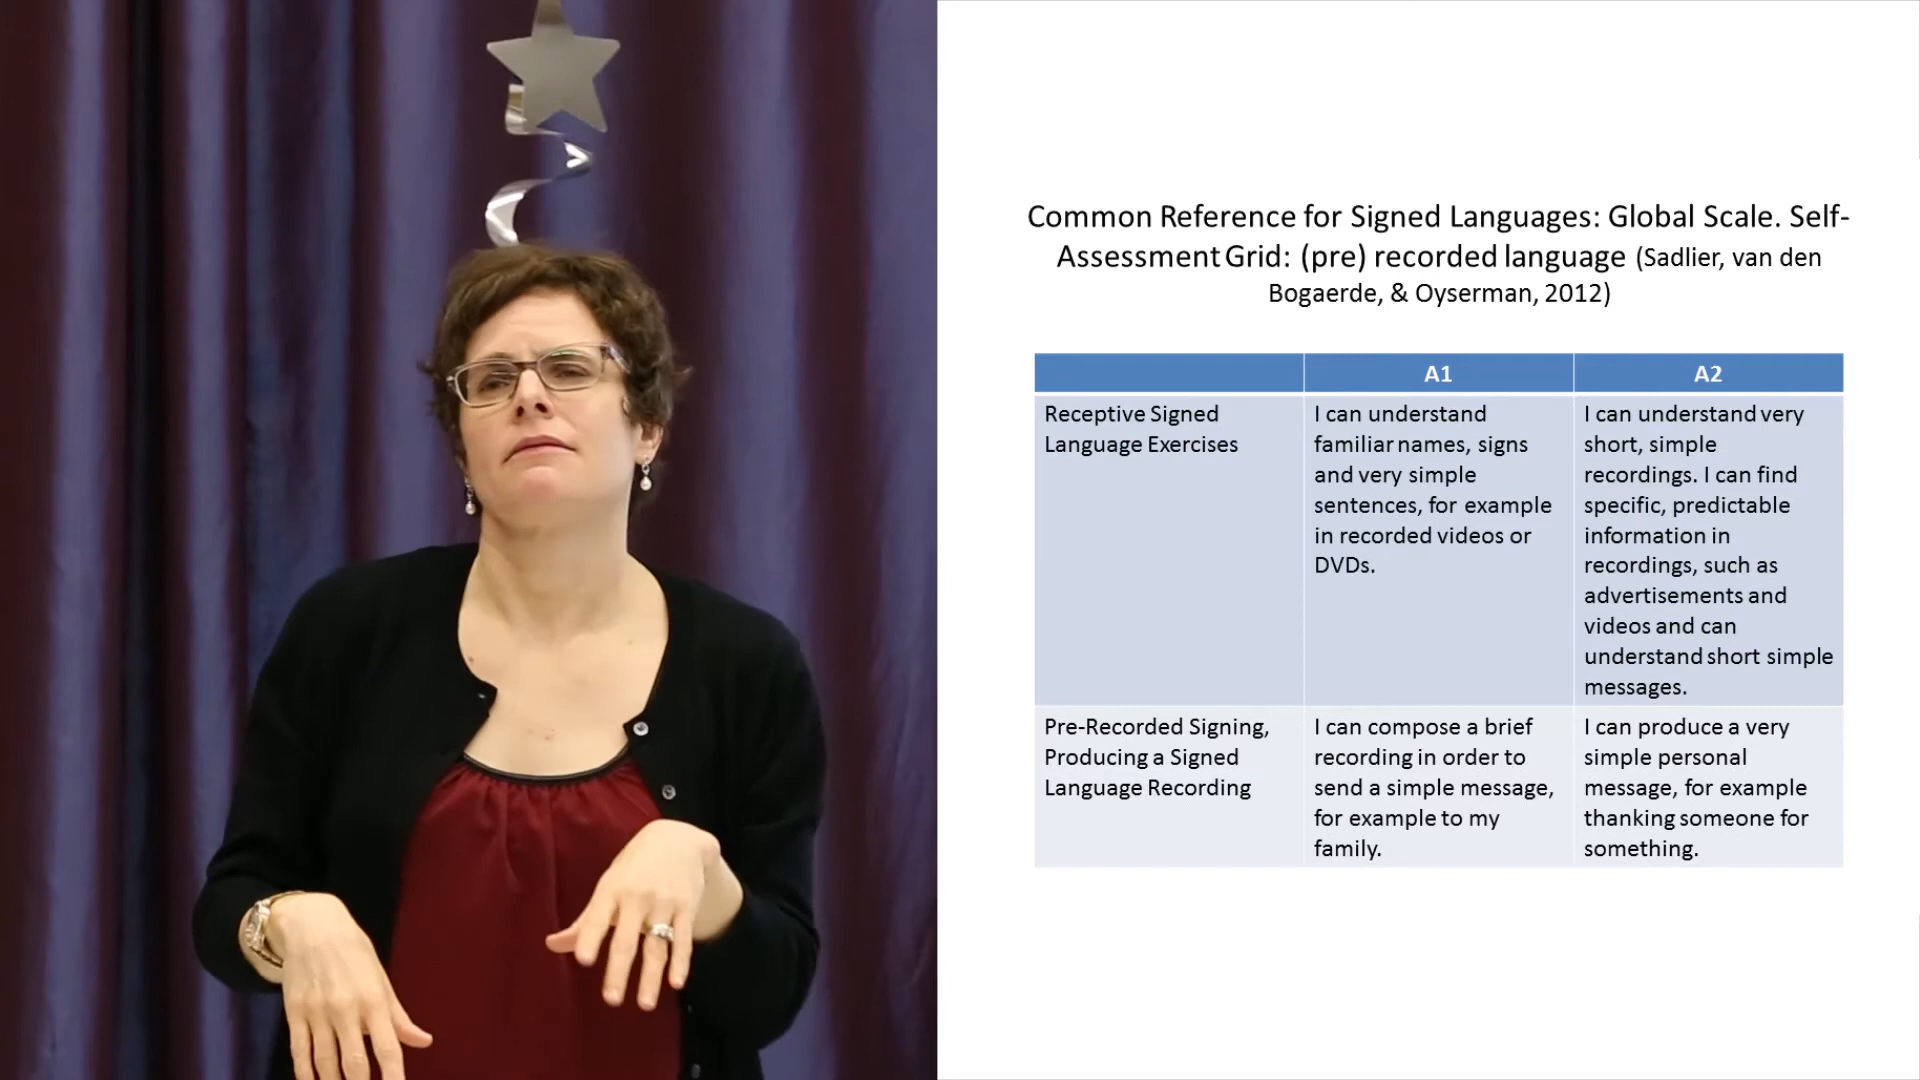 Common Reference for Signed Languages: Global Scale. Self-
Assessment Grid: (pre) recorded language (Sadlier, van den
Bogaerde, & Oyserman, 2012)
A1
A2
Receptive Signed
Language Exercises
I can understand
familiar names, signs
and very simple
sentences, for example
in recorded videos or
DVDs.
I can understand very
short, simple
recordings. I can find
specific, predictable
information in
recordings, such as
advertisements and
videos and can
understand short simple
messages.
Pre-Recorded Signing,
Producing a Signed
Language Recording
I can compose a brief
recording in order to
send a simple message,
for example to my
family.
I can produce a very
simple personal
message, for example
thanking someone for
something.